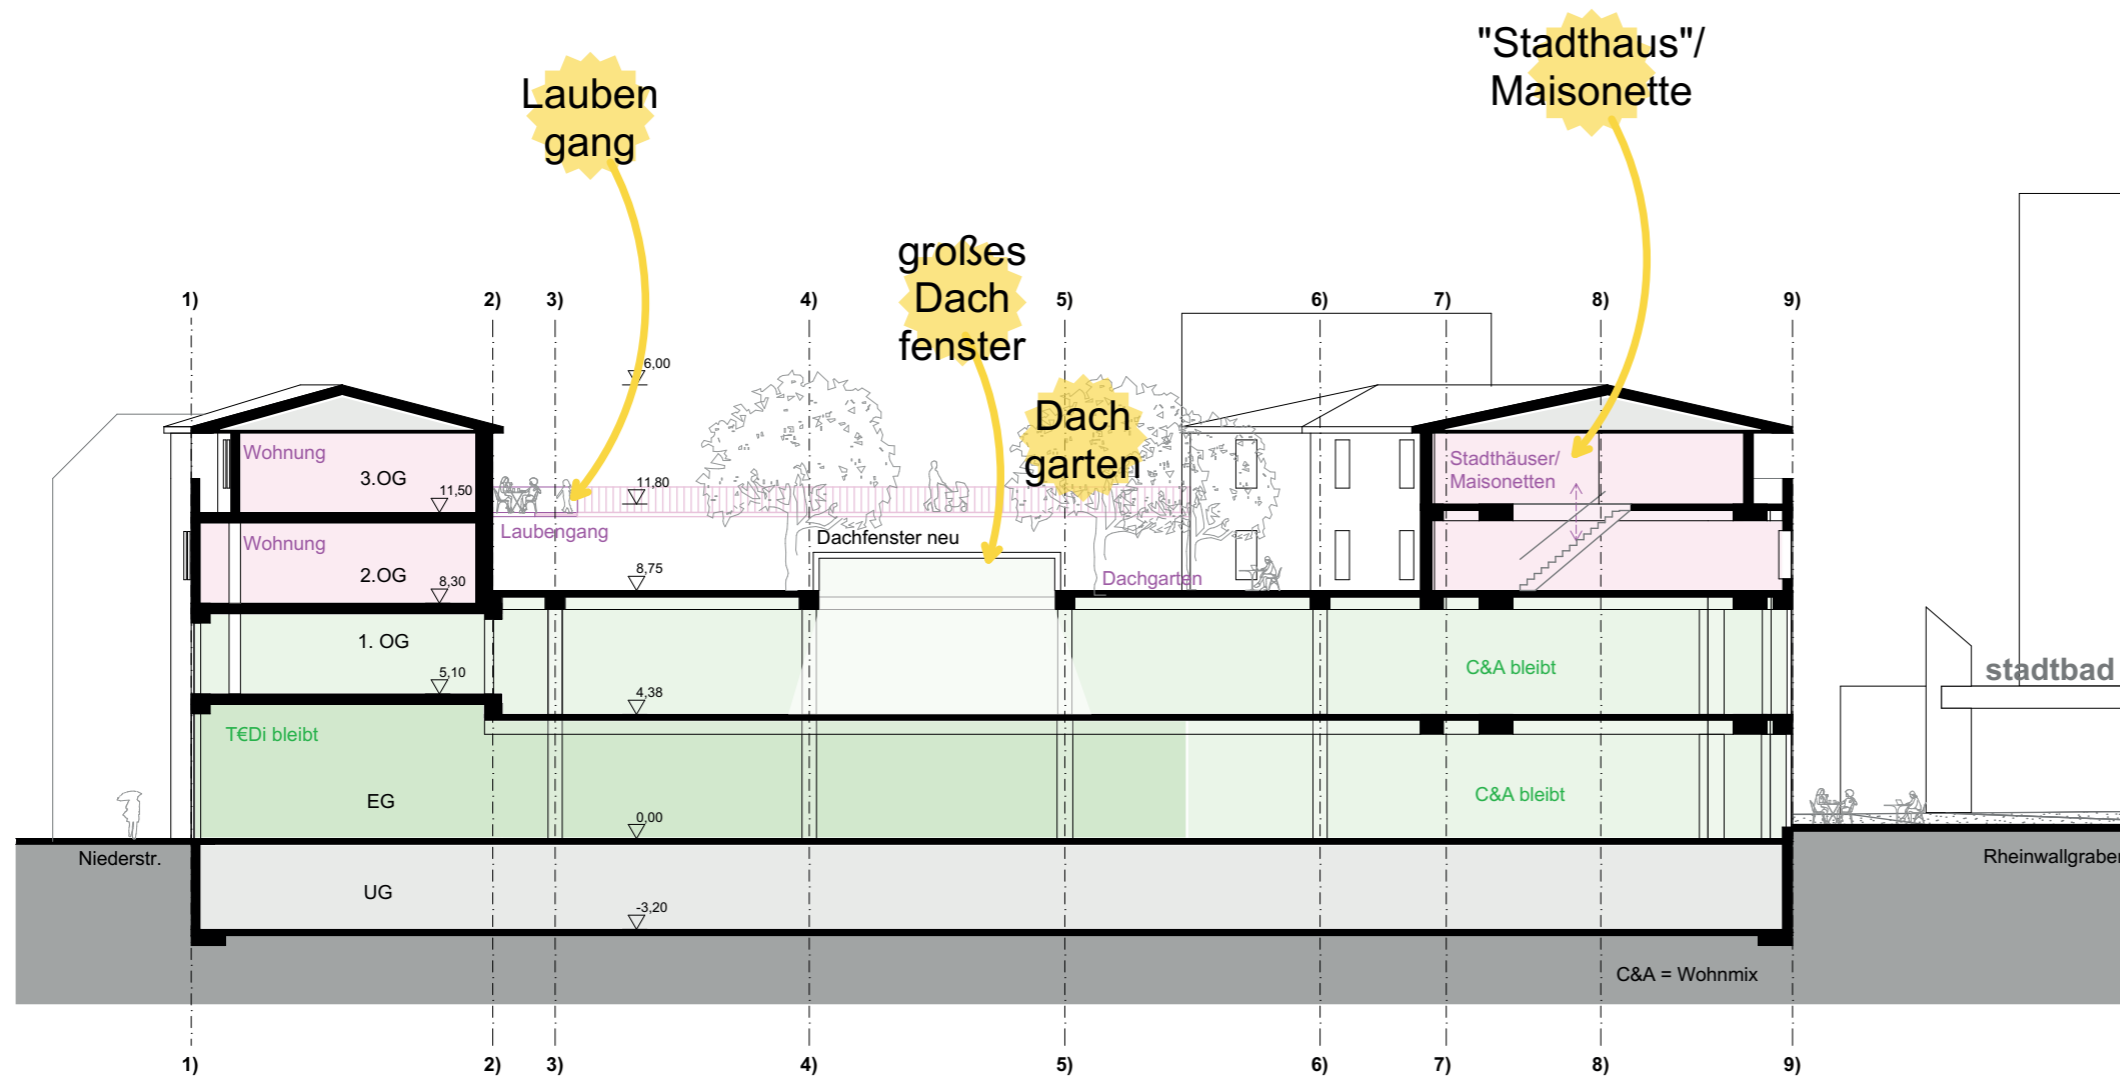 "Stadthaus"/
Maisonette
Lauben
gang
großes
Dach
fenster
1)
2)
3)
4)
5)
6)
7)
8)
9)
6,00
Dach
garten
Wohnung
3.OG
11,50
11,80
Stadthäuser/
Maisonetten
Laubengang
Dachfenster neu
Wohnung
2.OG
8,30
8,75
Dachgarten
1. OG
5,10
4,38
C&A bleibt
stadtbad
T€Di bleibt
EG
0,00
C&A bleibt
Niederstr.
Rheinwallgraben
UG
-3,20
C&A = Wohnmix
1)
2)
3)
4)
5)
6)
7)
8)
9)